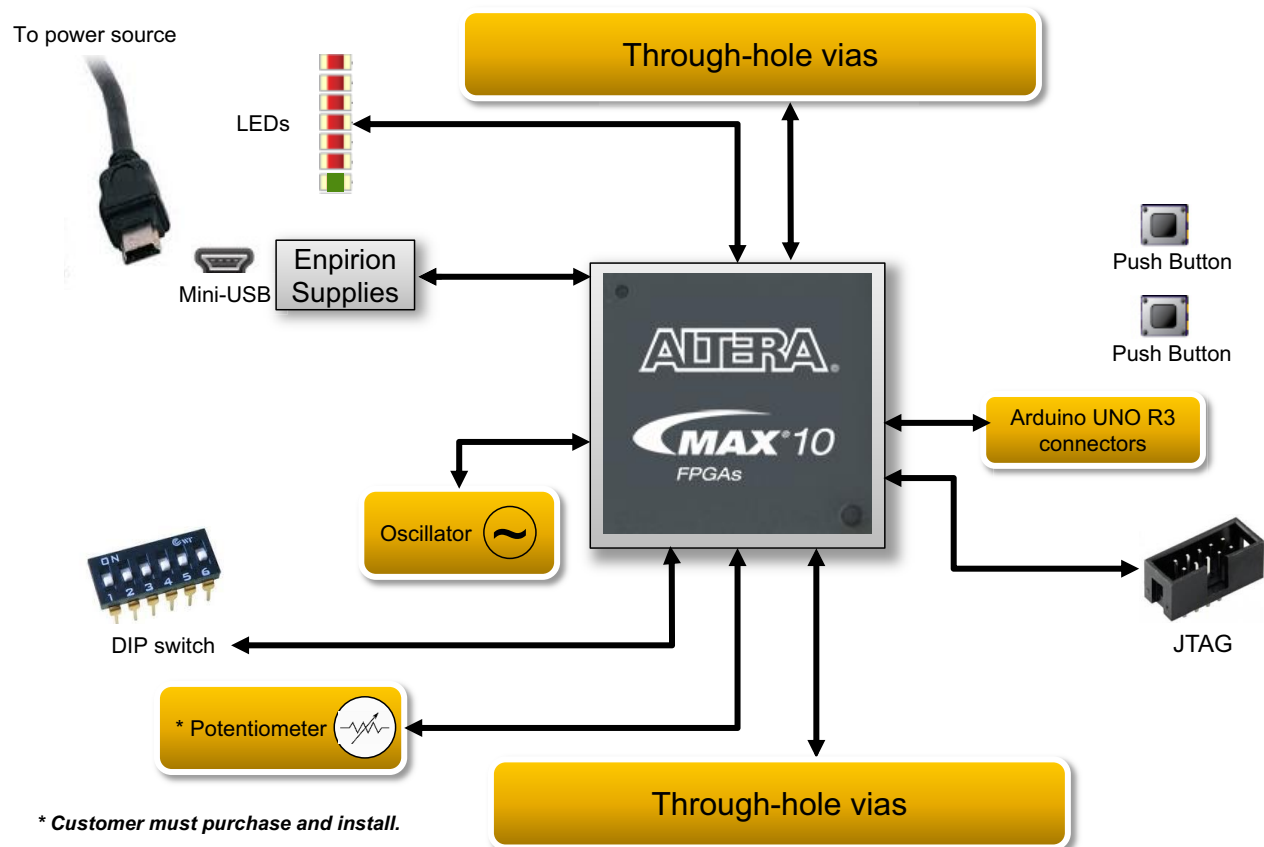 To power source
Through-hole vias
LEDs
Mini-USB
Enpirion
Supplies
Push Button
Push Button
ALTERA®
MAX® 10
FPGAs
Arduino UNO R3
connectors
Oscillator
ON
1 2 3 4 5 6
DIP switch
JTAG
* Potentiometer
Through-hole vias
* Customer must purchase and install.